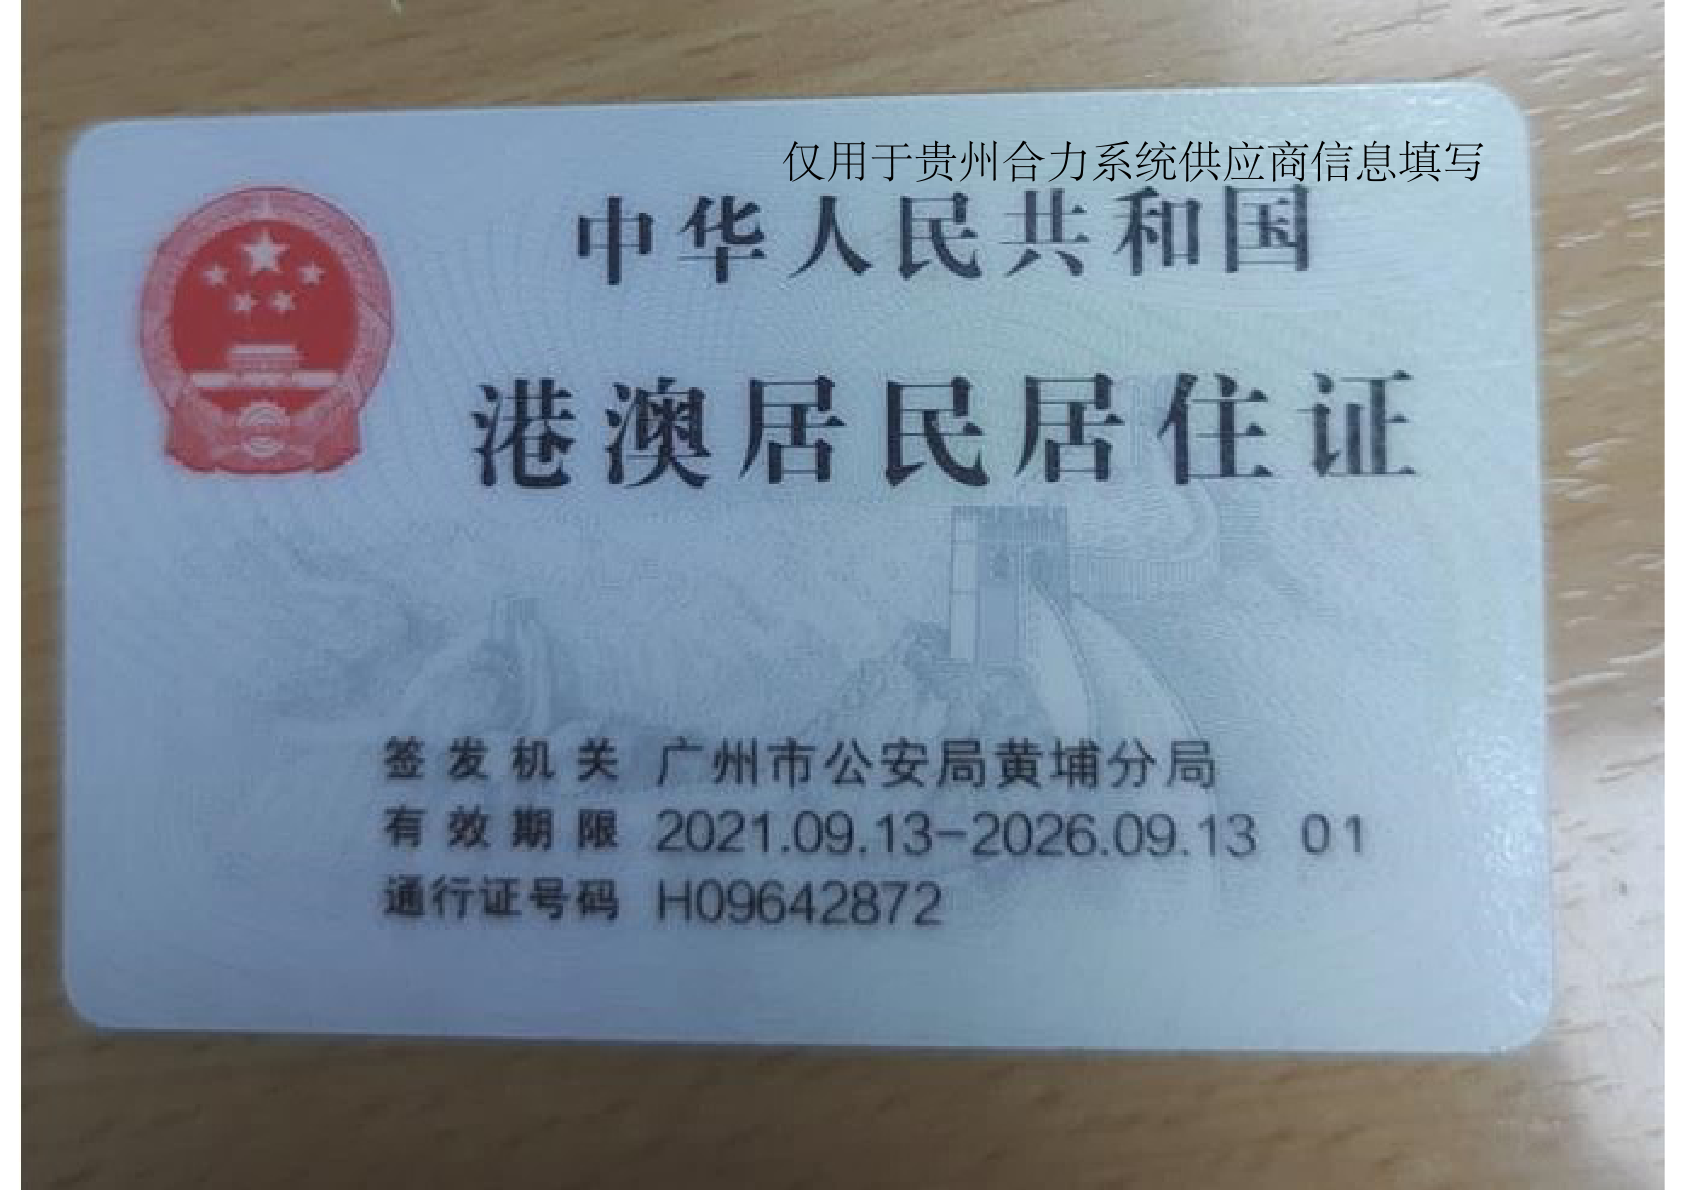 仅用于贵州合力系统供应商信息填写
中华人民共和国
港澳居民居住证
签发机关 广州市公安局黄埔分局
有效期限 2021.09.13-2026.09.13 01
通行证号码 H09642872